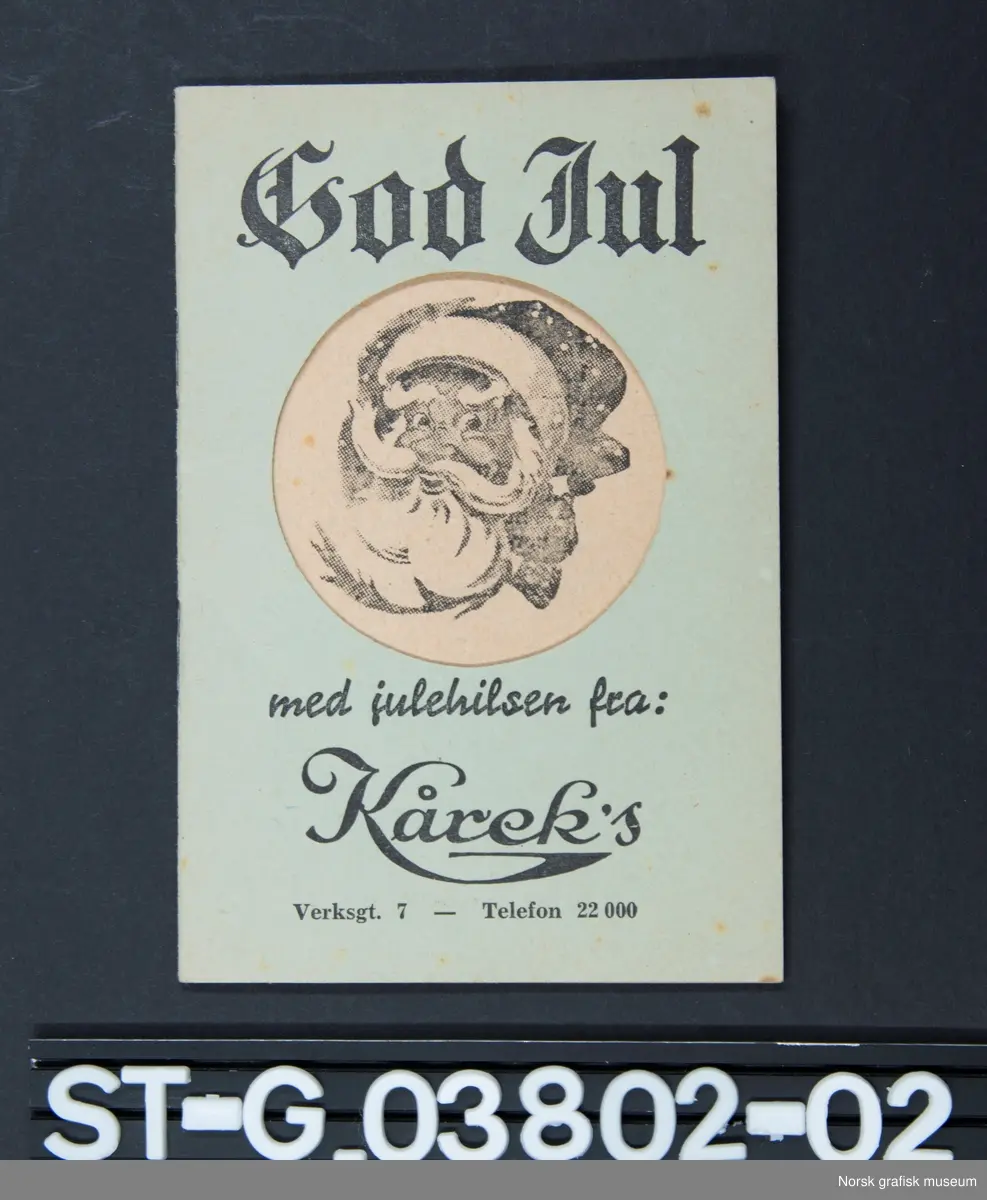 God Jul
med julehilsen fra:
Kårek's
Verksgt. 7 — Telefon 22 000
ST-G.03802-02
Norsk grafisk museum